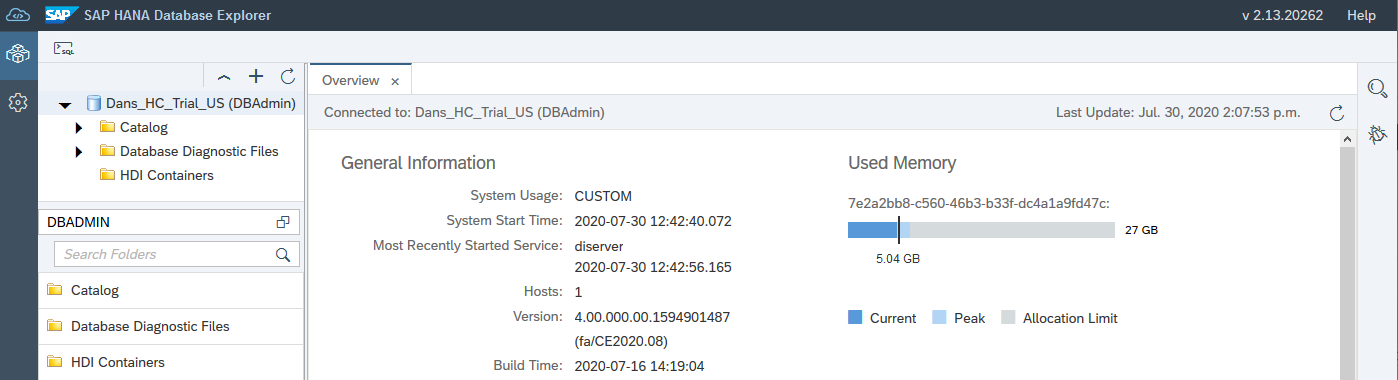 SAP SAP HANA Database Explorer
v 2.13.20262 Help
SQL
Dans_HC_Trial_US (DBAdmin)
Catalog
Database Diagnostic Files
HDI Containers
DBADMIN
Search Folders
Catalog
Database Diagnostic Files
HDI Containers
Overview ×
Connected to: Dans_HC_Trial_US (DBAdmin)
Last Update: Jul. 30, 2020 2:07:53 p.m.
General Information
System Usage: CUSTOM
System Start Time: 2020-07-30 12:42:40.072
Most Recently Started Service: diserver
2020-07-30 12:42:56.165
Hosts: 1
Version: 4.00.000.00.1594901487
(fa/CE2020.08)
Build Time: 2020-07-16 14:19:04
Used Memory
7e2a2bb8-c560-46b3-b33f-dc4a1a9fd47c:
27 GB
5.04 GB
Current Peak Allocation Limit